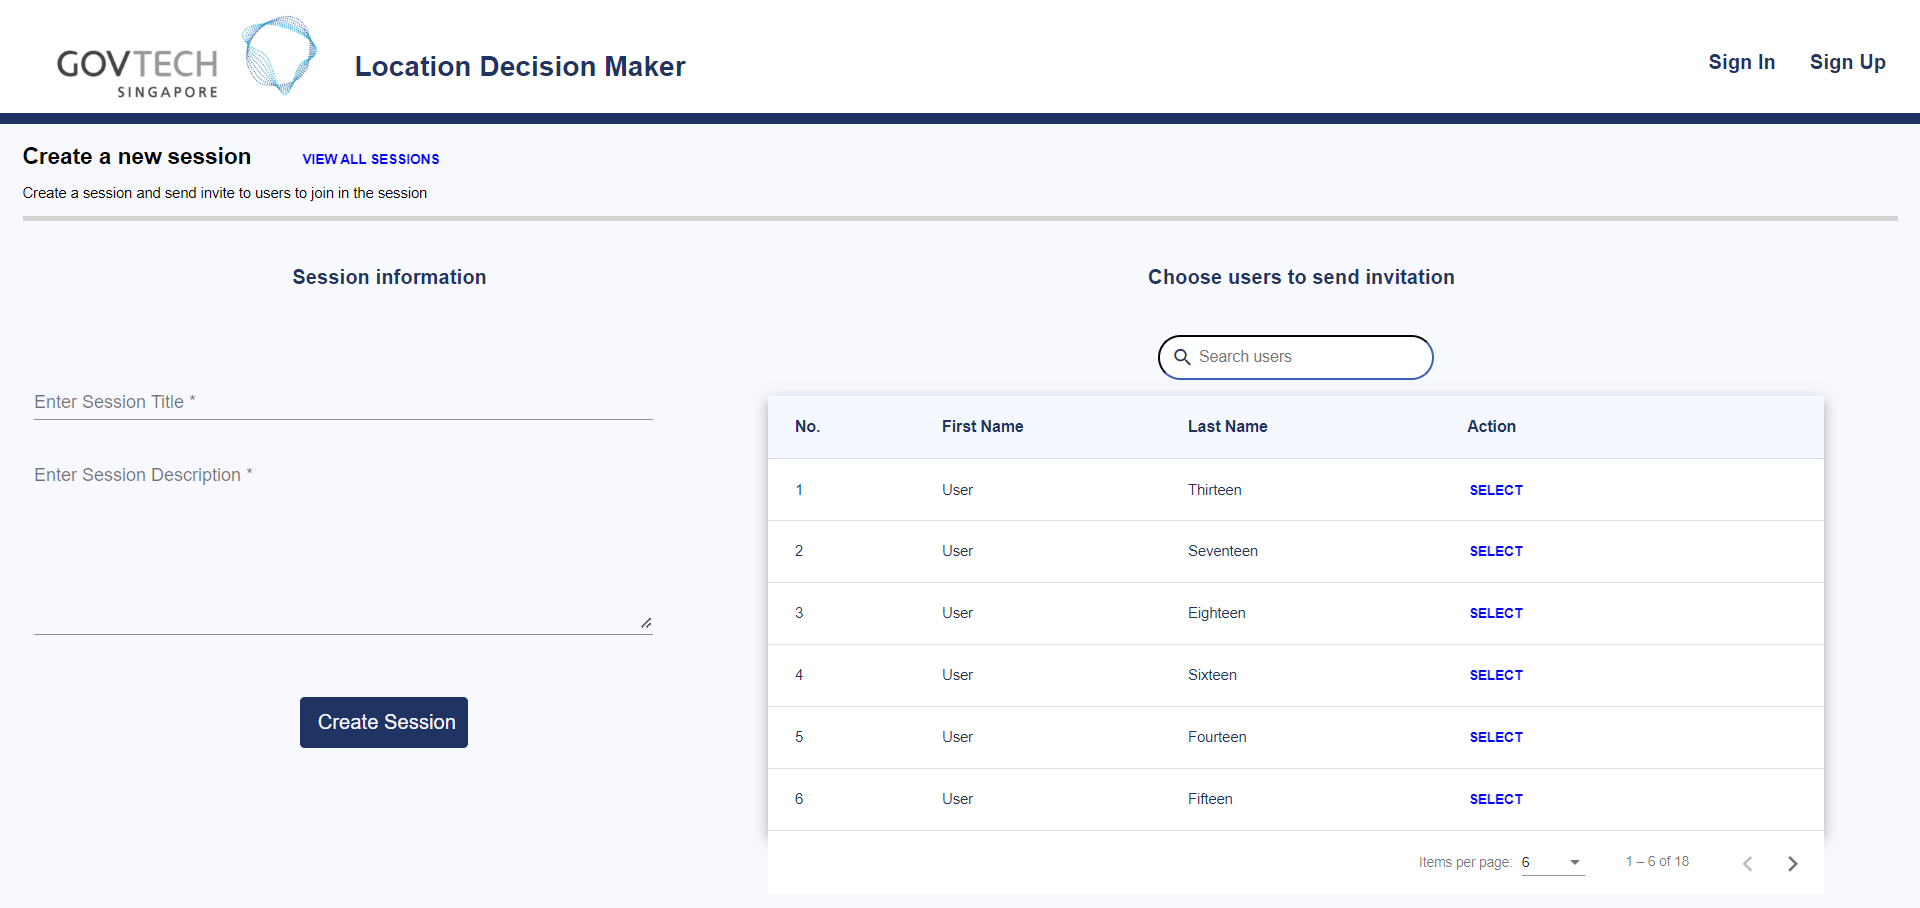 GOVTECH
SINGAPORE
Location Decision Maker
Sign In
Sign Up
Create a new session
VIEW ALL SESSIONS
Create a session and send invite to users to join in the session
Session information
Enter Session Title *
Enter Session Description *
Create Session
Choose users to send invitation
Search users
No. First Name Last Name Action
1 User Thirteen SELECT
2 User Seventeen SELECT
3 User Eighteen SELECT
4 User Sixteen SELECT
5 User Fourteen SELECT
6 User Fifteen SELECT
Items per page: 6 1 – 6 of 18